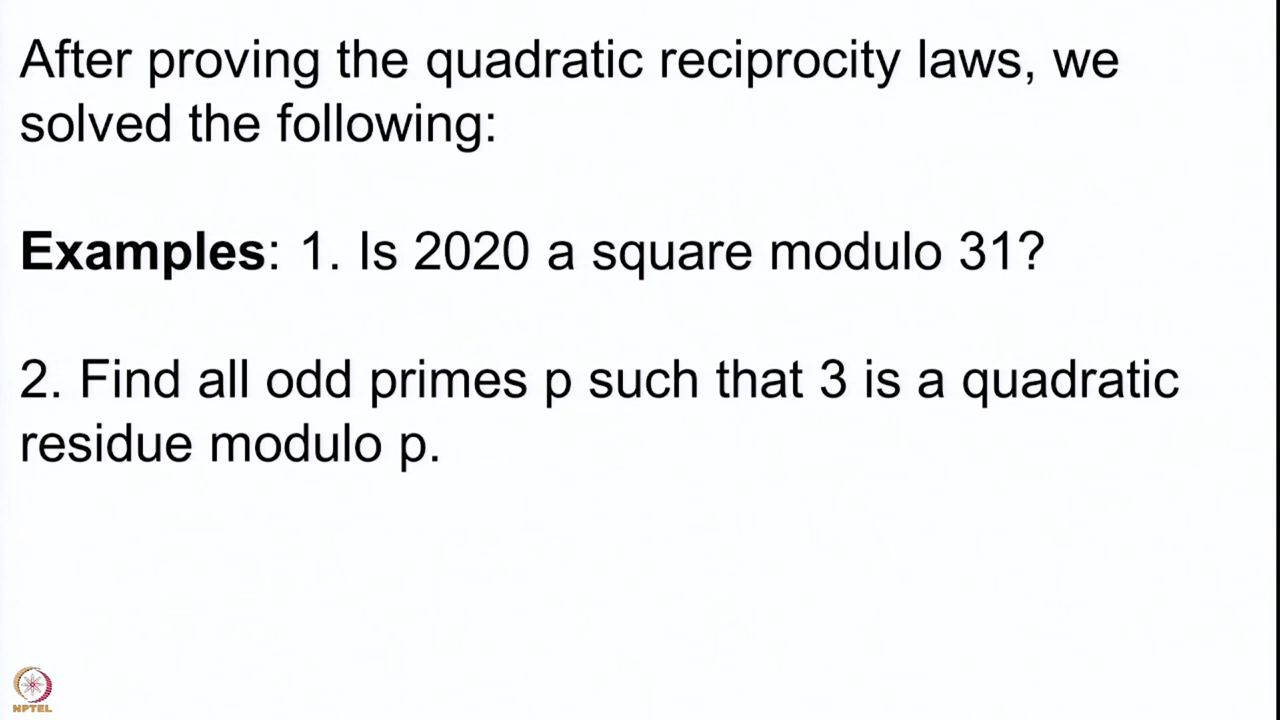 After proving the quadratic reciprocity laws, we
solved the following:
Examples: 1. Is 2020 a square modulo 31?
2. Find all odd primes p such that 3 is a quadratic
residue modulo p.
NPTEL